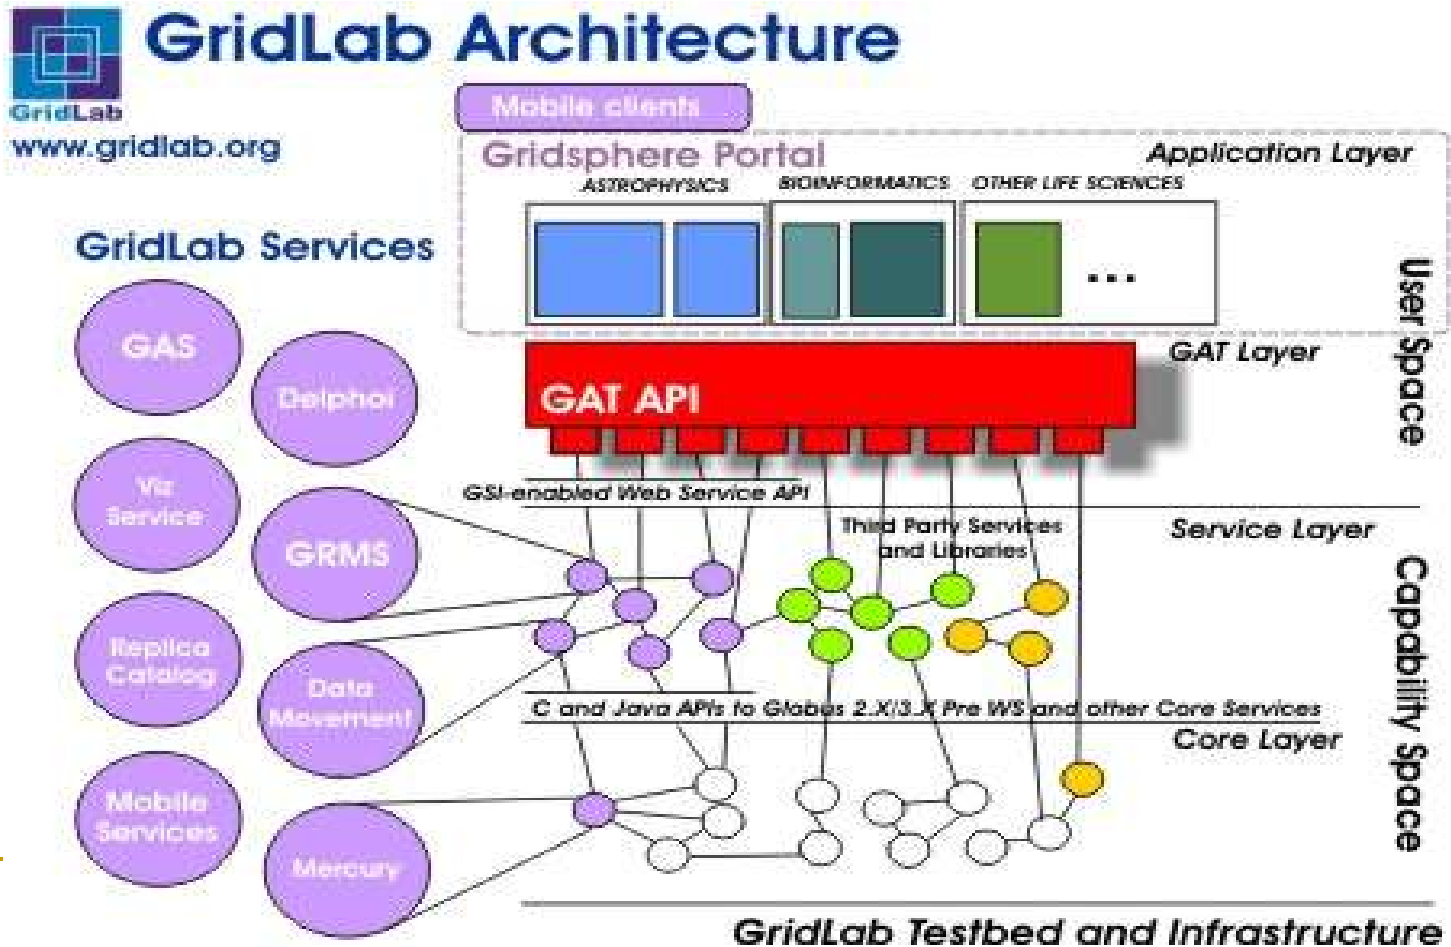 GridLab Architecture
GridLab
www.gridlab.org
Mobile clients
Gridsphere Portal
Application Layer
ASTROPHYSICS
BIOINFORMATICS
OTHER LIFE SCIENCES
...
User Space
GridLab Services
GAS
Delphoi
Viz
Service
GRMS
Replica
Catalog
Data
Movement
Mobile
Services
Mercury
GAT Layer
GAT API
GSI-enabled Web Service API
Third Party Services
and Libraries
Service Layer
Capability Space
C and Java APIs to Globus 2.X/3.X Pre WS and other Core Services
Core Layer
GridLab Testbed and Infrastructure